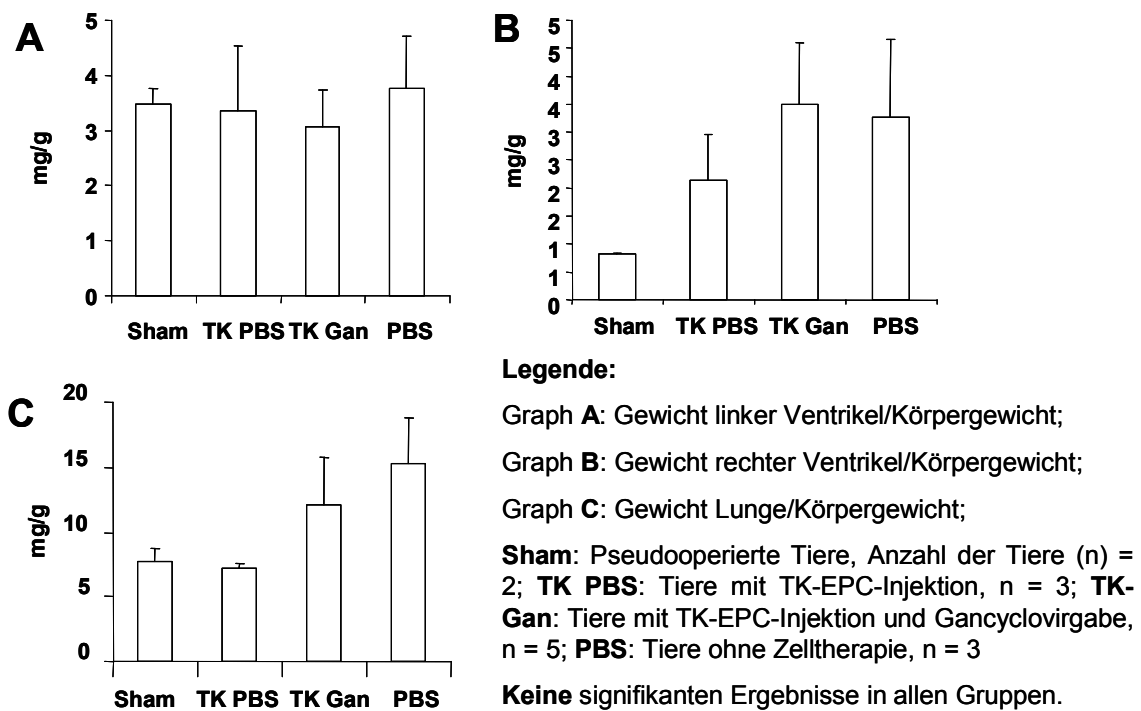 A
mg/g
5
4
3
2
1
0
Sham TK PBS TK Gan PBS
B
mg/g
5
5
4
4
3
3
2
2
1
1
0
Sham TK PBS TK Gan PBS
C
mg/g
20
15
10
5
0
Sham TK PBS TK Gan PBS
Legende:
Graph A: Gewicht linker Ventrikel/Körpergewicht;
Graph B: Gewicht rechter Ventrikel/Körpergewicht;
Graph C: Gewicht Lunge/Körpergewicht;
Sham: Pseudooperierte Tiere, Anzahl der Tiere (n) =
2; TK PBS: Tiere mit TK-EPC-Injektion, n = 3; TK-
Gan: Tiere mit TK-EPC-Injektion und Gancyclovirgabe,
n = 5; PBS: Tiere ohne Zelltherapie, n = 3
Keine signifikanten Ergebnisse in allen Gruppen.